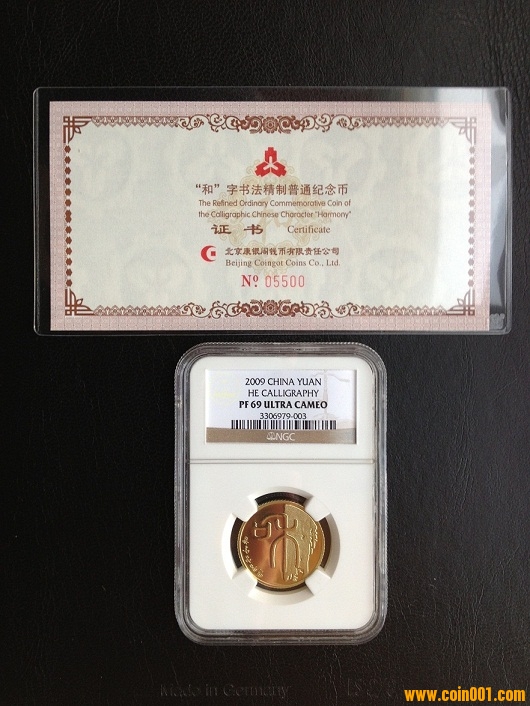 “和”字书法精制普通纪念币
The Refined Ordinary Commemorative Coin of
the Calligraphic Chinese Character "Harmony"
证书 Certificate
北京康银阁钱币有限责任公司
Beijing Coingot Coins Co., Ltd.
No. 05500
2009 CHINA YUAN
HE CALLIGRAPHY
PF 69 ULTRA CAMEO
3306979-003
NGC
Made in Germany
www.coin001.com